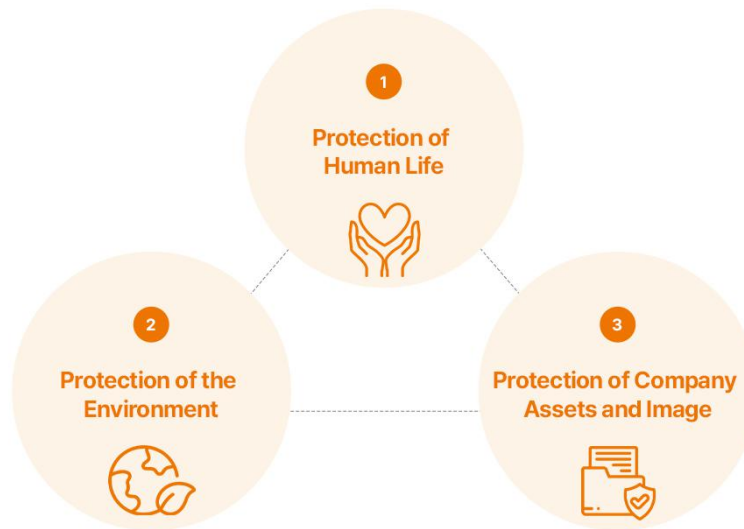 1
Protection of
Human Life
2
Protection of the
Environment
3
Protection of Company
Assets and Image